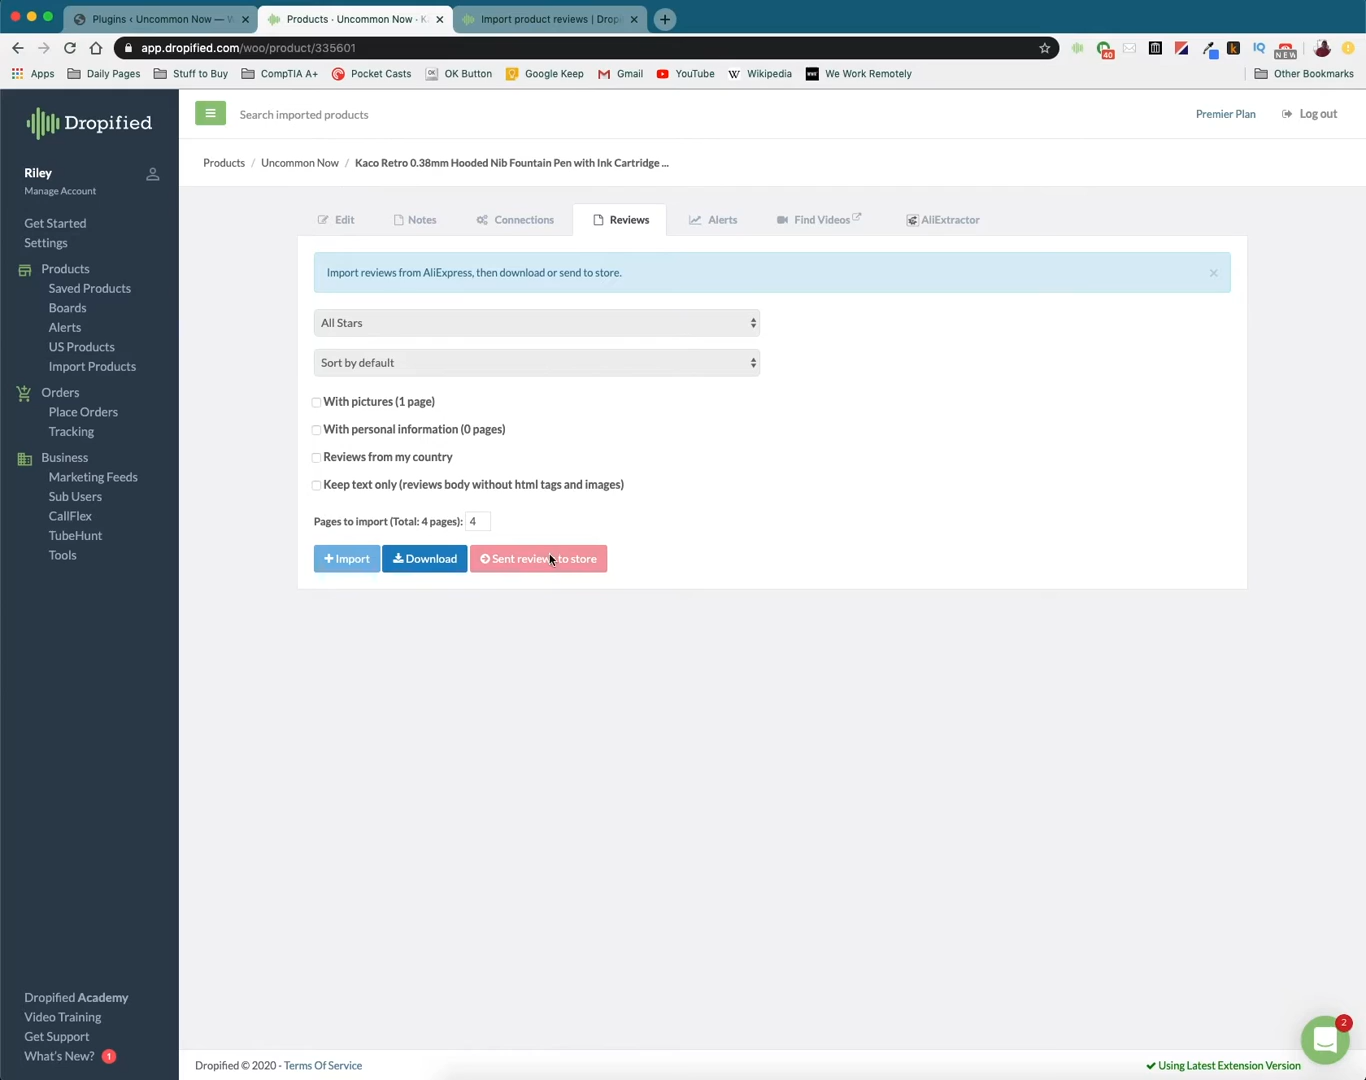 Plugins ‹ Uncommon Now — W
Products · Uncommon Now · K
Import product reviews | Drop
app.dropified.com/woo/product/335601
40
NEW
Apps
Daily Pages
Stuff to Buy
CompTIA A+
Pocket Casts
OK Button
Google Keep
Gmail
YouTube
Wikipedia
We Work Remotely
Other Bookmarks
Dropified
Search imported products
Premier Plan
Log out
Riley
Manage Account
Products / Uncommon Now / Kaco Retro 0.38mm Hooded Nib Fountain Pen with Ink Cartridge ...
Get Started
Settings
Products
Saved Products
Boards
Alerts
US Products
Import Products
Orders
Place Orders
Tracking
Business
Marketing Feeds
Sub Users
CallFlex
TubeHunt
Tools
Edit
Notes
Connections
Reviews
Alerts
Find Videos
AliExtractor
Import reviews from AliExpress, then download or send to store.
All Stars
Sort by default
With pictures (1 page)
With personal information (0 pages)
Reviews from my country
Keep text only (reviews body without html tags and images)
Pages to import (Total: 4 pages): 4
Import
Download
Sent reviews to store
Dropified Academy
Video Training
Get Support
What's New? 1
2
Dropified © 2020 - Terms Of Service
Using Latest Extension Version